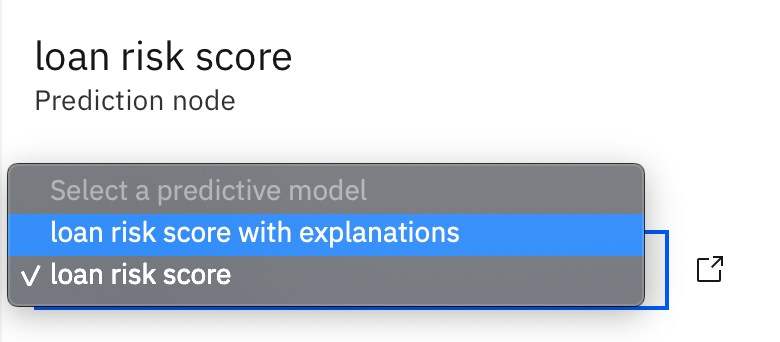 loan risk score
Prediction node
Select a predictive model
loan risk score with explanations
✓ loan risk score